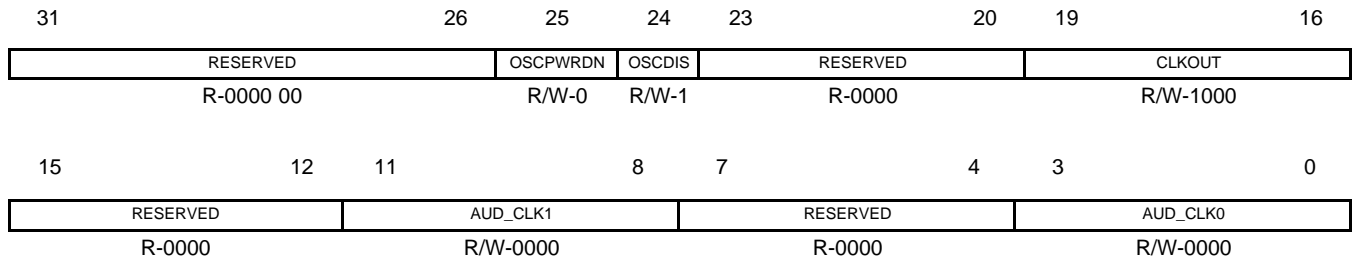 31 26 25 24 23 20 19 16
RESERVED OSCPWRDN OSCDIS RESERVED CLKOUT
R-0000 00 R/W-0 R/W-1 R-0000 R/W-1000
15 12 11 8 7 4 3 0
RESERVED AUD_CLK1 RESERVED AUD_CLK0
R-0000 R/W-0000 R-0000 R/W-0000